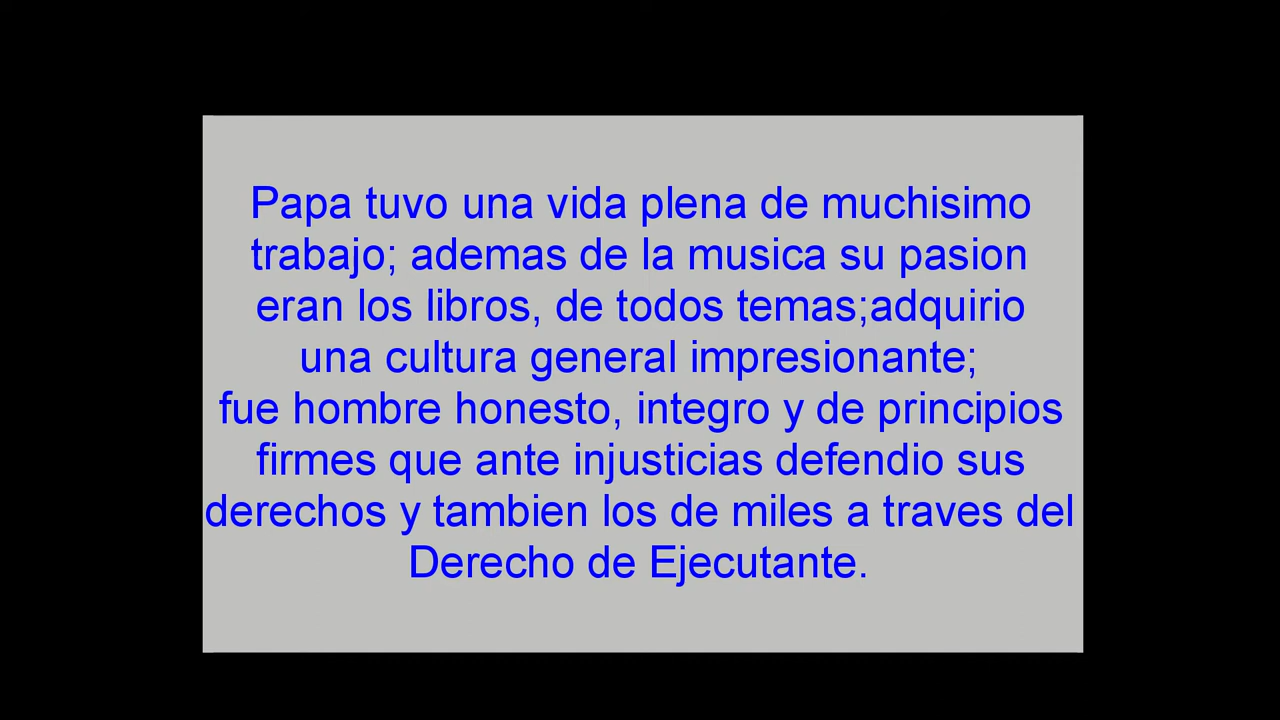 Papa tuvo una vida plena de muchisimo
trabajo; ademas de la musica su pasion
eran los libros, de todos temas;adquirio
una cultura general impresionante;
fue hombre honesto, integro y de principios
firmes que ante injusticias defendio sus
derechos y tambien los de miles a traves del
Derecho de Ejecutante.